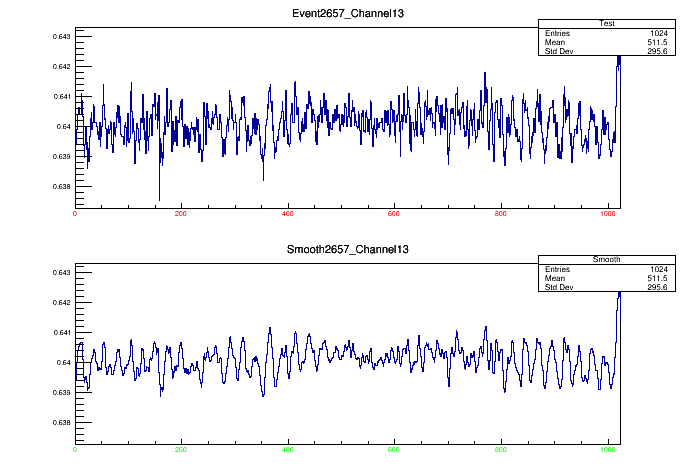 Event2657_Channel13
Test
Entries 1024
Mean 511.5
Std Dev 295.6
0.643
0.642
0.641
0.64
0.639
0.638
0 200 400 600 800 1000
Smooth2657_Channel13
Smooth
Entries 1024
Mean 511.5
Std Dev 295.6
0.643
0.642
0.641
0.64
0.639
0.638
0 200 400 600 800 1000